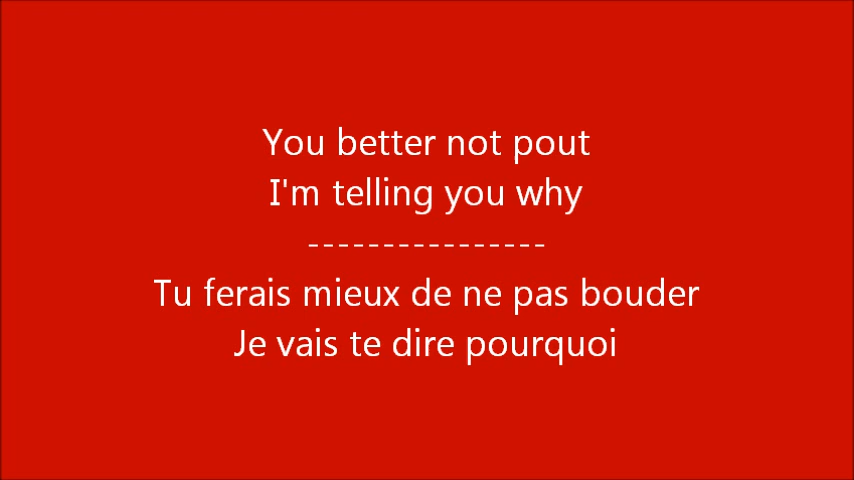 You better not pout
I'm telling you why
----------------
Tu ferais mieux de ne pas bouder
Je vais te dire pourquoi